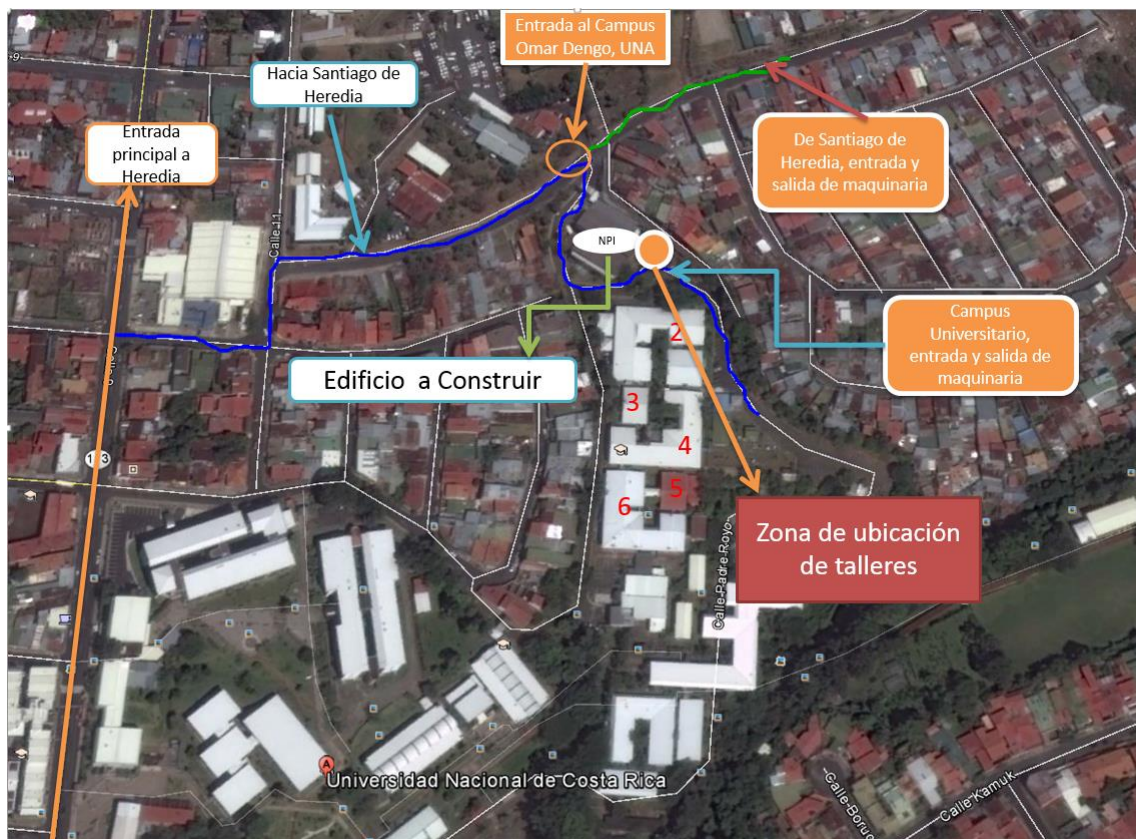 Entrada al Campus
Omar Dengo, UNA
Hacia Santiago de
Heredia
Entrada
principal a
Heredia
De Santiago de
Heredia, entrada y
salida de maquinaria
Calle 11
NPI
Campus
Universitario,
entrada y salida de
maquinaria
Edificio a Construir
2
3
4
5
6
Zona de ubicación
de talleres
Calle Padre Royo
A
Universidad Nacional de Costa Rica
Calle Kamuk
Calle Boruc